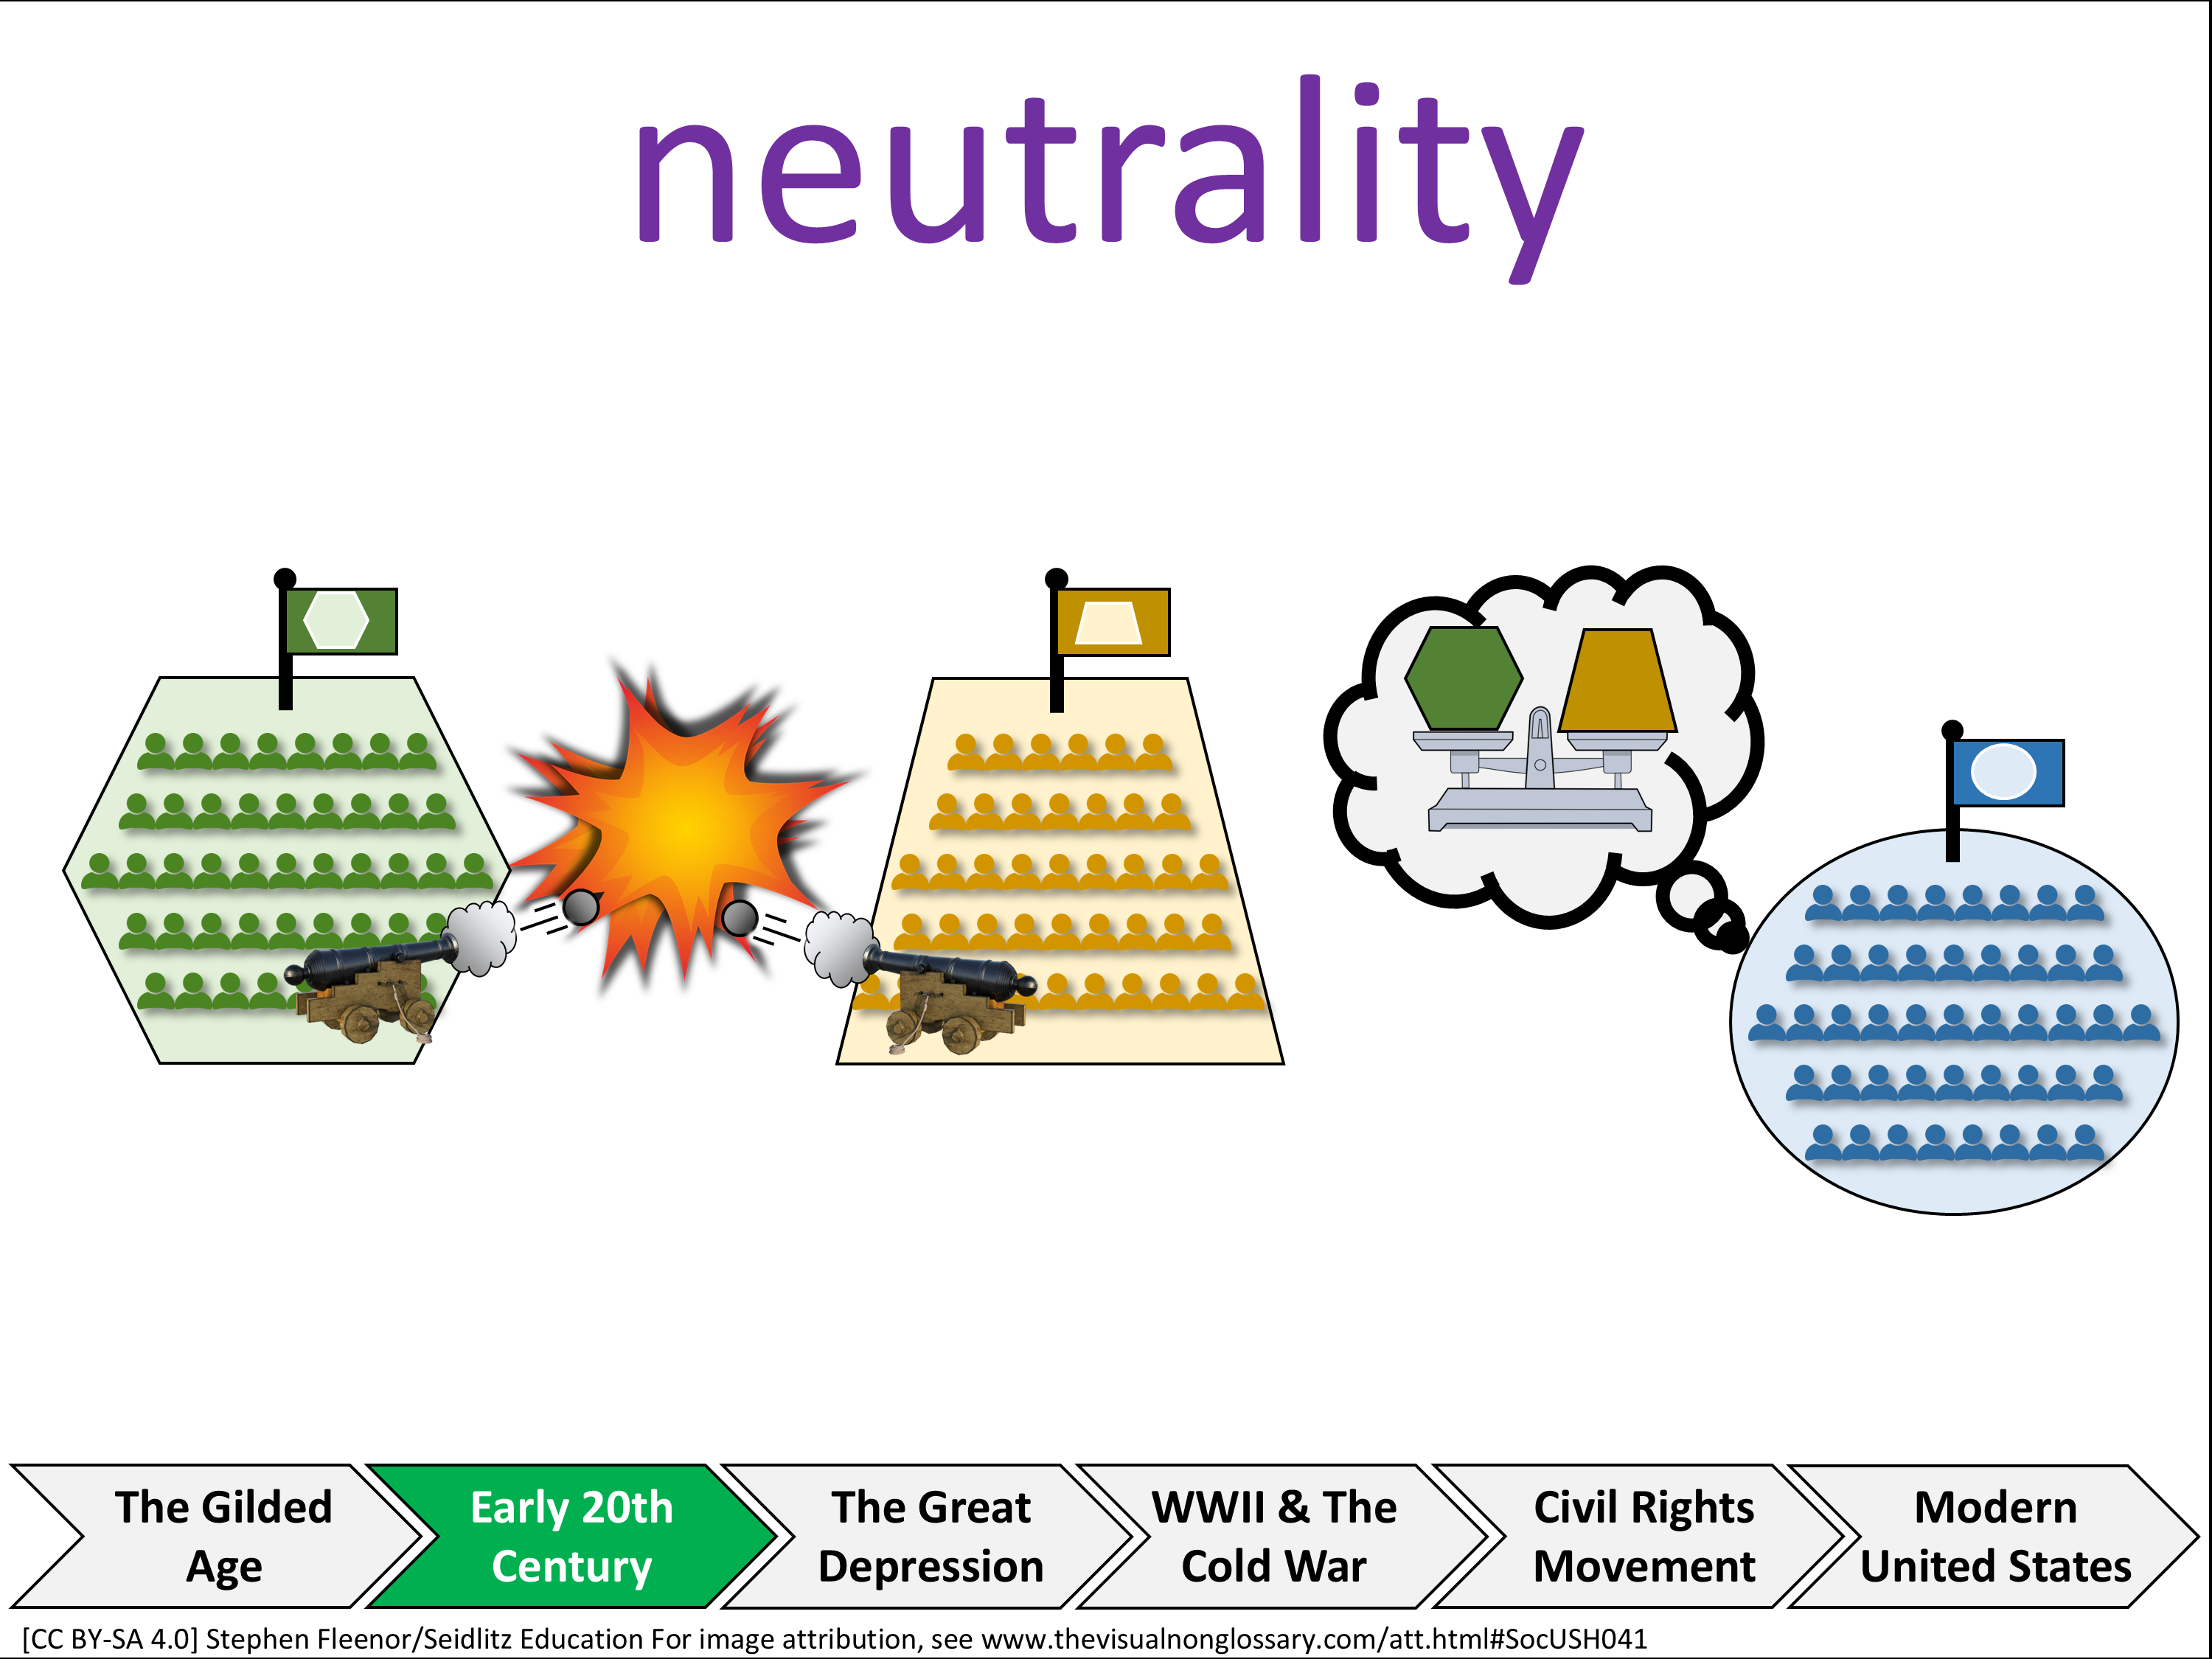 neutrality
The Gilded
Age
Early 20th
Century
The Great
Depression
WWII & The
Cold War
Civil Rights
Movement
Modern
United States
[CC BY-SA 4.0] Stephen Fleenor/Seidlitz Education For image attribution, see www.thevisualnonglossary.com/att.html#SocUSH041